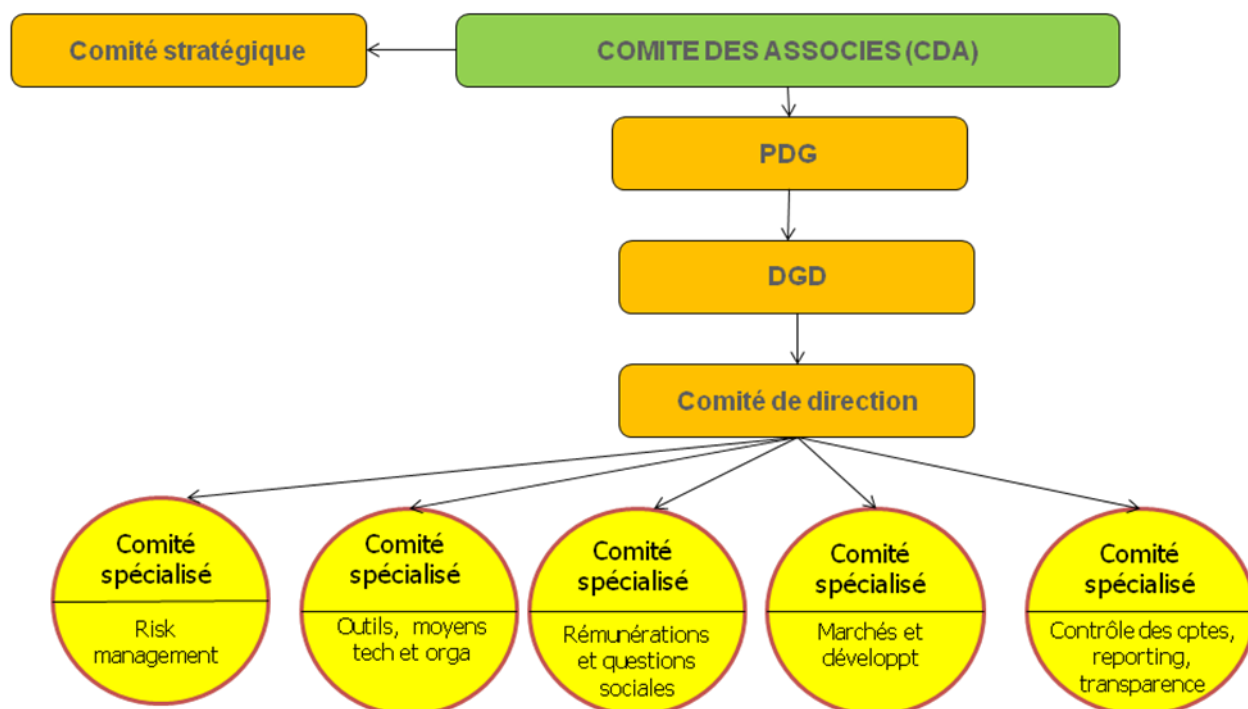 Comité stratégique
COMITE DES ASSOCIES (CDA)
PDG
DGD
Comité de direction
Comité
spécialisé
Risk
management
Comité
spécialisé
Outils, moyens
tech et orga
Comité
spécialisé
Rémunérations
et questions
sociales
Comité
spécialisé
Marchés et
développt
Comité
spécialisé
Contrôle des cptes,
reporting,
transparence